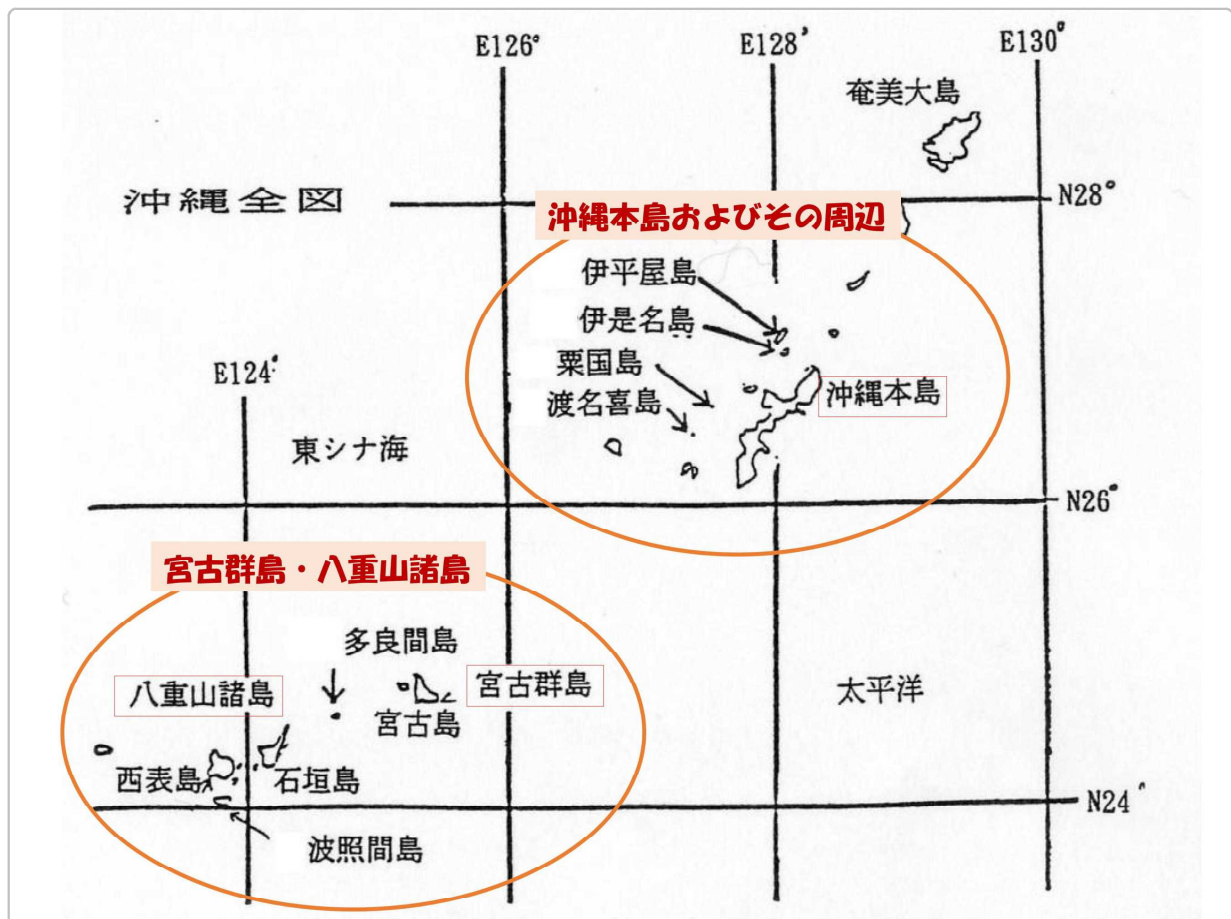 E126°
E128°
E130°
奄美大島
沖縄全図
N28°
沖縄本島およびその周辺
伊平屋島
伊是名島
粟国島
渡名喜島
沖縄本島
E124°
東シナ海
N26°
宮古群島・八重山諸島
多良間島
八重山諸島
宮古群島
宮古島
太平洋
西表島
石垣島
N24°
波照間島